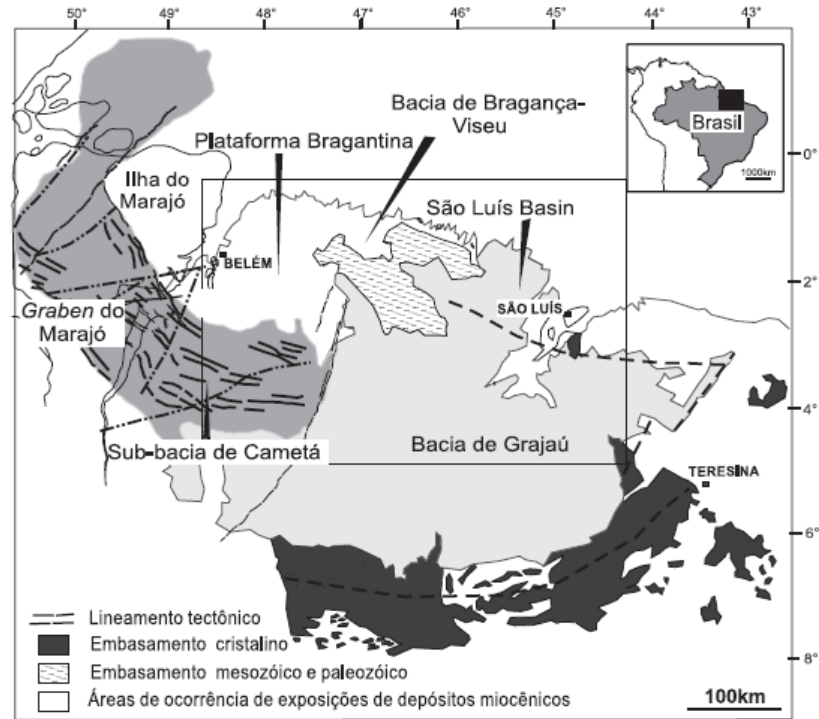 50°
49°
48°
47°
46°
45°
44°
43°
Bacia de Bragança-
Viseu
Plataforma Bragantina
Brasil
1000km
0°
Ilha do
Marajó
São Luís Basin
BELÉM
2°
SÃO LUÍS
Graben do
Marajó
4°
Sub-bacia de Cametá
Bacia de Grajaú
TERESINA
6°
Lineamento tectônico
Embasamento cristalino
Embasamento mesozóico e paleozóico
8°
Áreas de ocorrência de exposições de depósitos miocênicos
100km